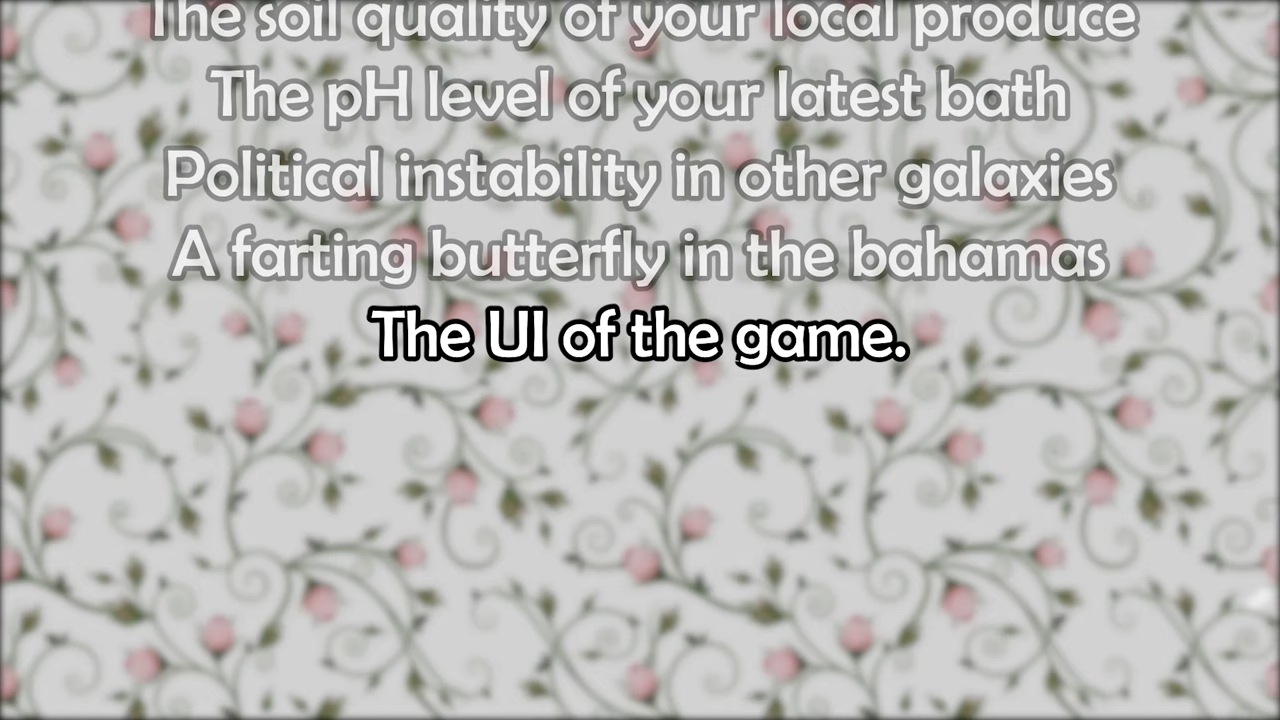 The soil quality of your local produce
The pH level of your latest bath
Political instability in other galaxies
A farting butterfly in the bahamas
The UI of the game.